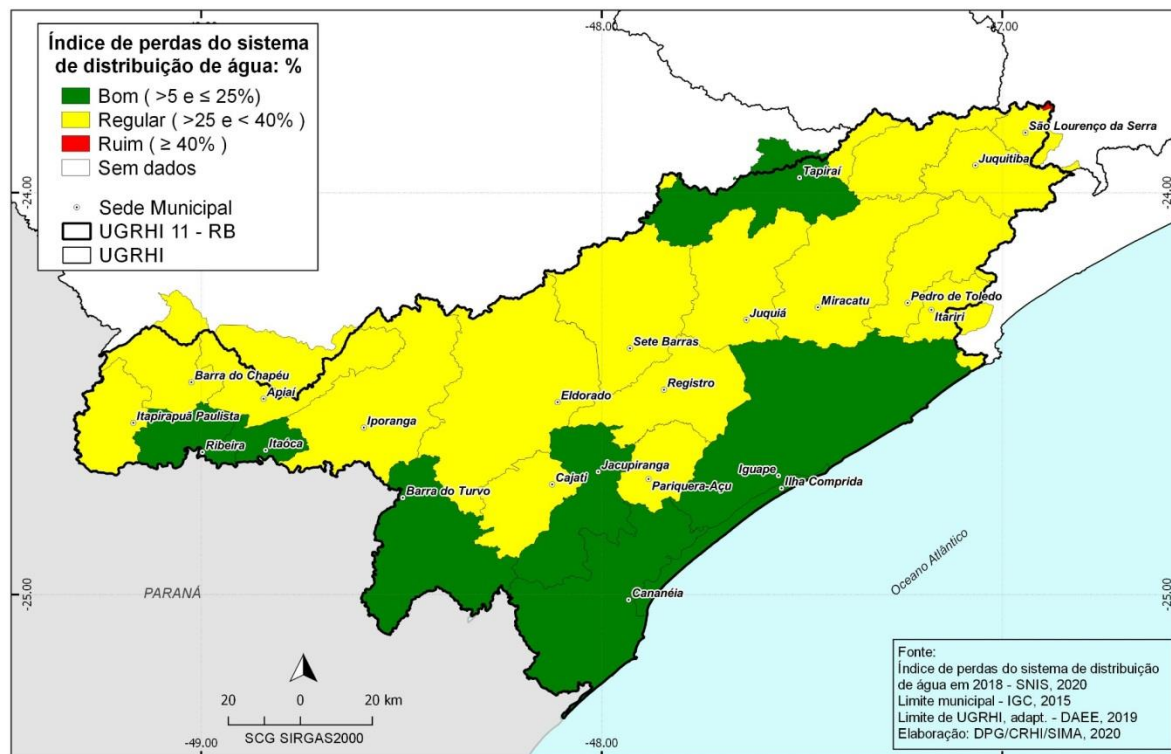 -49.00
-48.00
-47.00
Índice de perdas do sistema
de distribuição de água: %
Bom ( >5 e ≤ 25%)
Regular ( >25 e < 40% )
Ruim ( ≥ 40% )
Sem dados
Sede Municipal
UGRHI 11 - RB
UGRHI
São Lourenço da Serra
Juquitiba
Tapiraí
-24.00
-24.00
Pedro de Toledo
Miracatu
Itariri
Juquiá
Sete Barras
Barra do Chapéu
Registro
Apiaí
Eldorado
Itapirapuã Paulista
Iporanga
Ribeira
Itaóca
Jacupiranga
Iguape
Cajati
Pariquera-Açu
Ilha Comprida
Barra do Turvo
Oceano Atlântico
PARANÁ
Cananéia
-25.00
-25.00
Fonte:
Índice de perdas do sistema de distribuição
de água em 2018 - SNIS, 2020
Limite municipal - IGC, 2015
Limite de UGRHI, adapt. - DAEE, 2019
Elaboração: DPG/CRHI/SIMA, 2020
20 0 20 km
SCG SIRGAS2000
-49.00
-48.00
-47.00